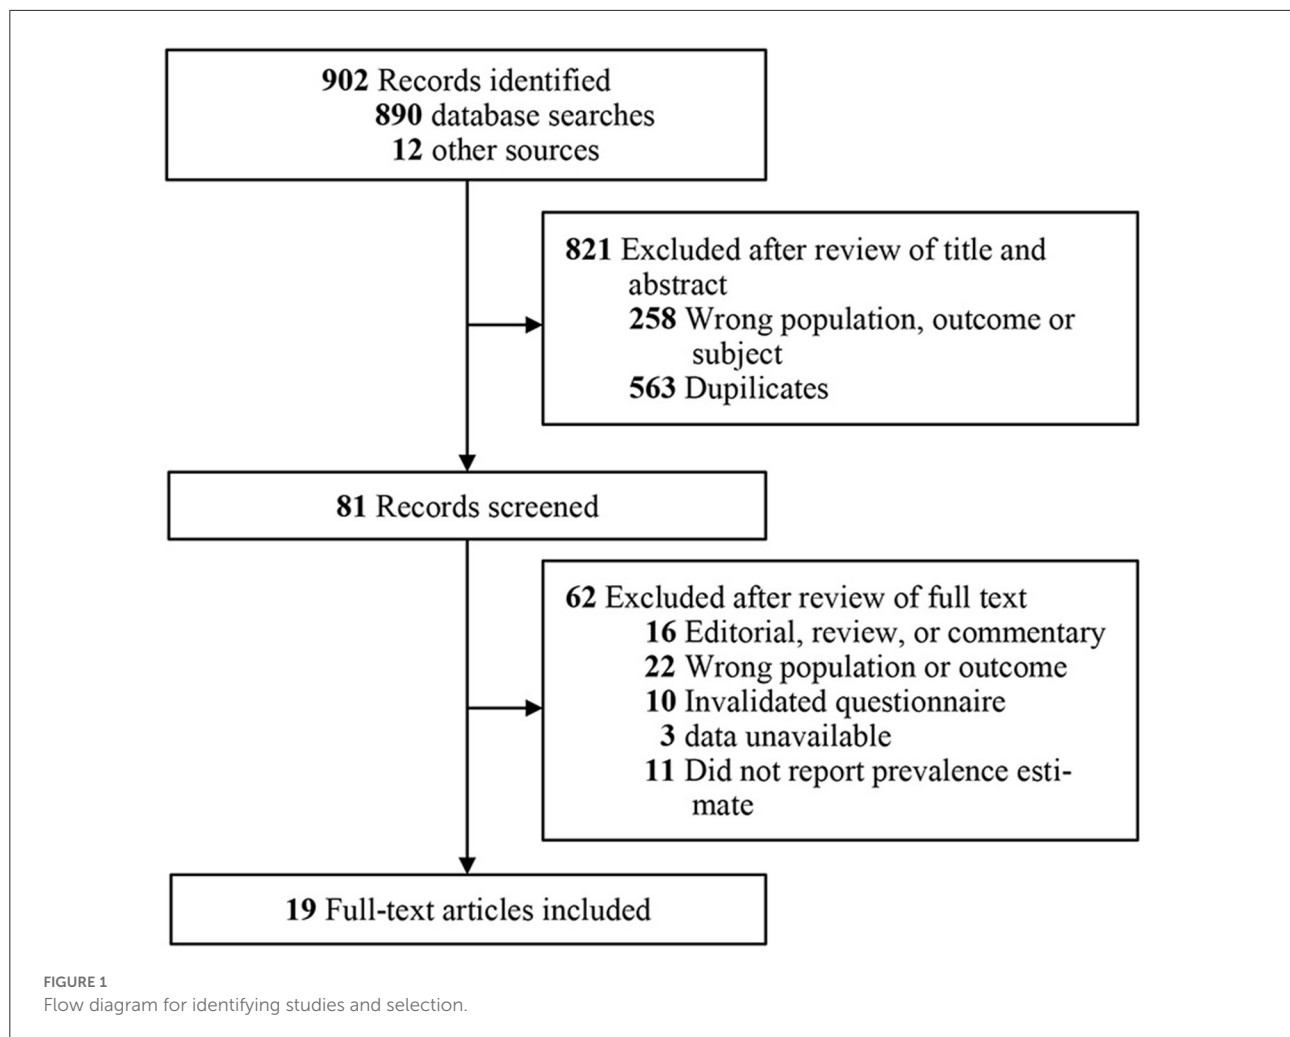 902 Records identified
890 database searches
12 other sources
821 Excluded after review of title and
abstract
258 Wrong population, outcome or
subject
563 Dupilicates
81 Records screened
62 Excluded after review of full text
16 Editorial, review, or commentary
22 Wrong population or outcome
10 Invalidated questionnaire
3 data unavailable
11 Did not report prevalence esti-
mate
19 Full-text articles included
FIGURE 1
Flow diagram for identifying studies and selection.